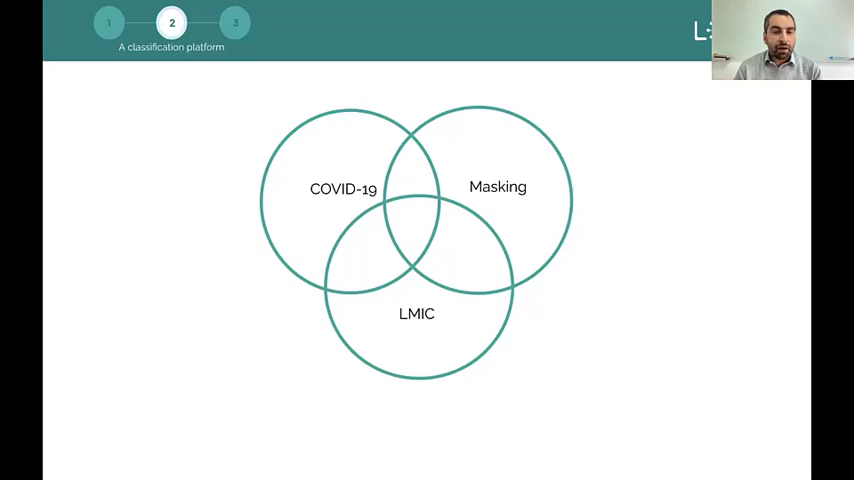 1
2
3
A classification platform
COVID-19
Masking
LMIC